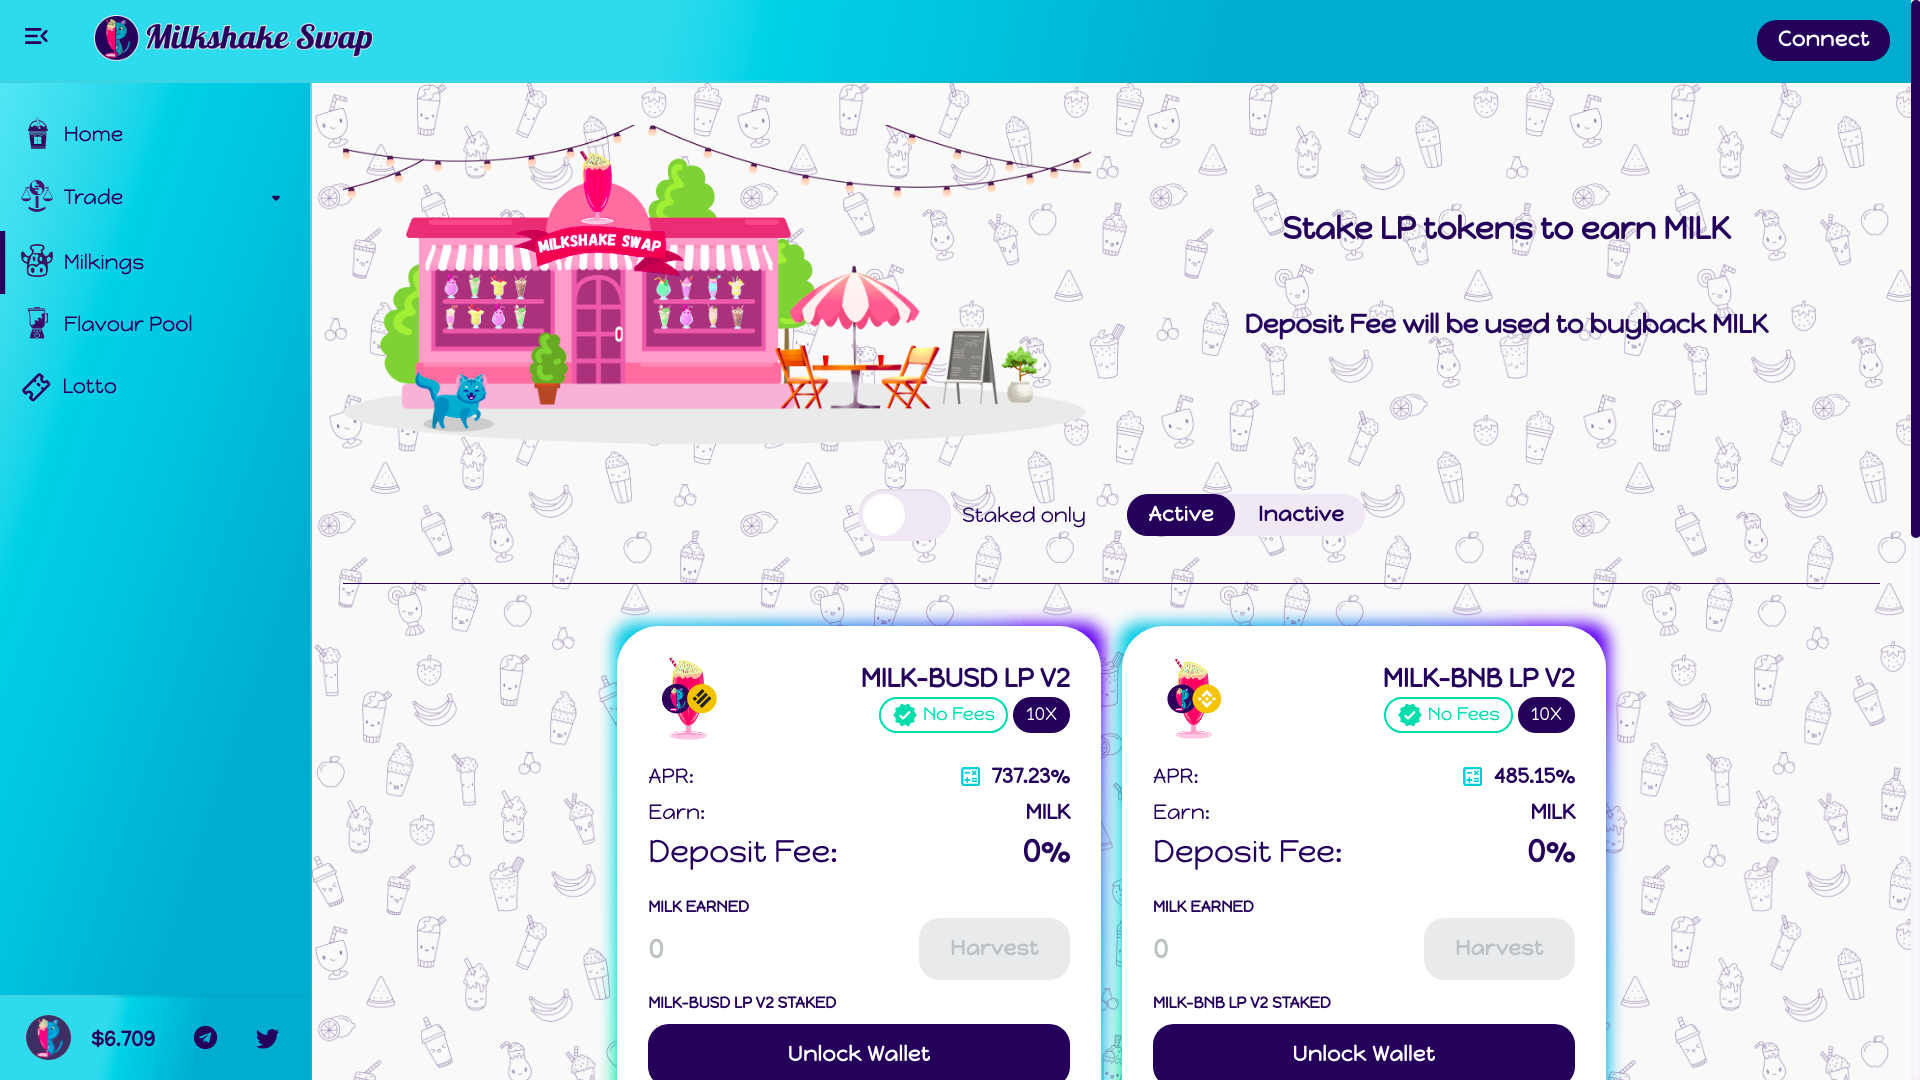 Milkshake Swap
Connect
Home
Trade
Milkings
Flavour Pool
Lotto
$6.709
MILKSHAKE SWAP
Stake LP tokens to earn MILK
Deposit Fee will be used to buyback MILK
Staked only
Active
Inactive
MILK-BUSD LP V2
No Fees
10X
APR:
737.23%
Earn:
MILK
Deposit Fee:
0%
MILK EARNED
0
Harvest
MILK-BUSD LP V2 STAKED
Unlock Wallet
MILK-BNB LP V2
No Fees
10X
APR:
485.15%
Earn:
MILK
Deposit Fee:
0%
MILK EARNED
0
Harvest
MILK-BNB LP V2 STAKED
Unlock Wallet